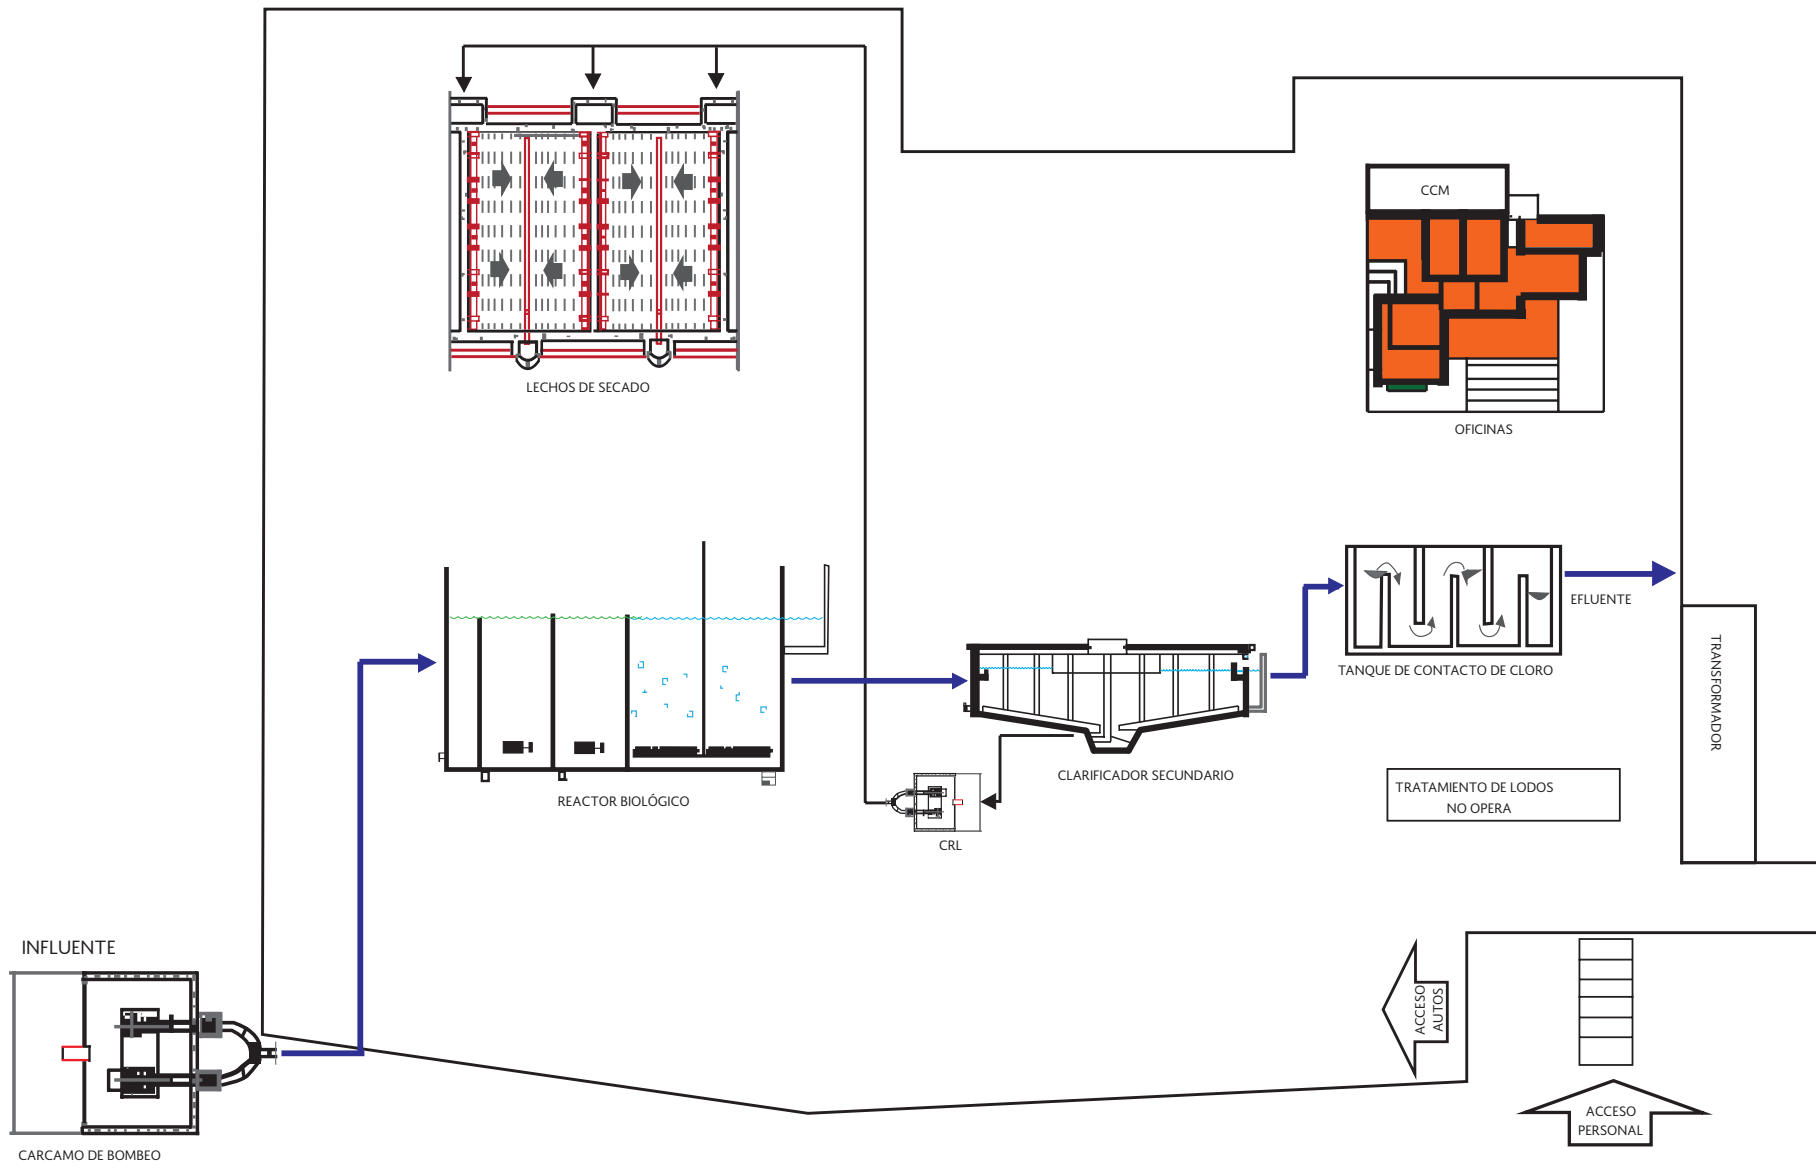 CCM
LECHOS DE SECADO
OFICINAS
EFLUENTE
TANQUE DE CONTACTO DE CLORO
TRANSFORMADOR
CLARIFICADOR SECUNDARIO
REACTOR BIOLÓGICO
TRATAMIENTO DE LODOS
NO OPERA
CRL
INFLUENTE
ACCESO
AUTOS
ACCESO
PERSONAL
CARCAMO DE BOMBEO